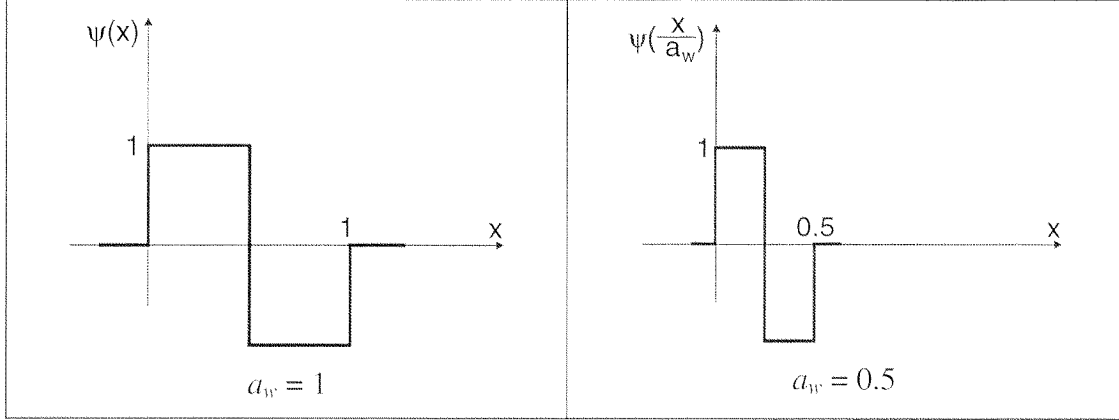 ψ(x)
1
1
x
a_w = 1
ψ(x/a_w)
1
0.5
x
a_w = 0.5